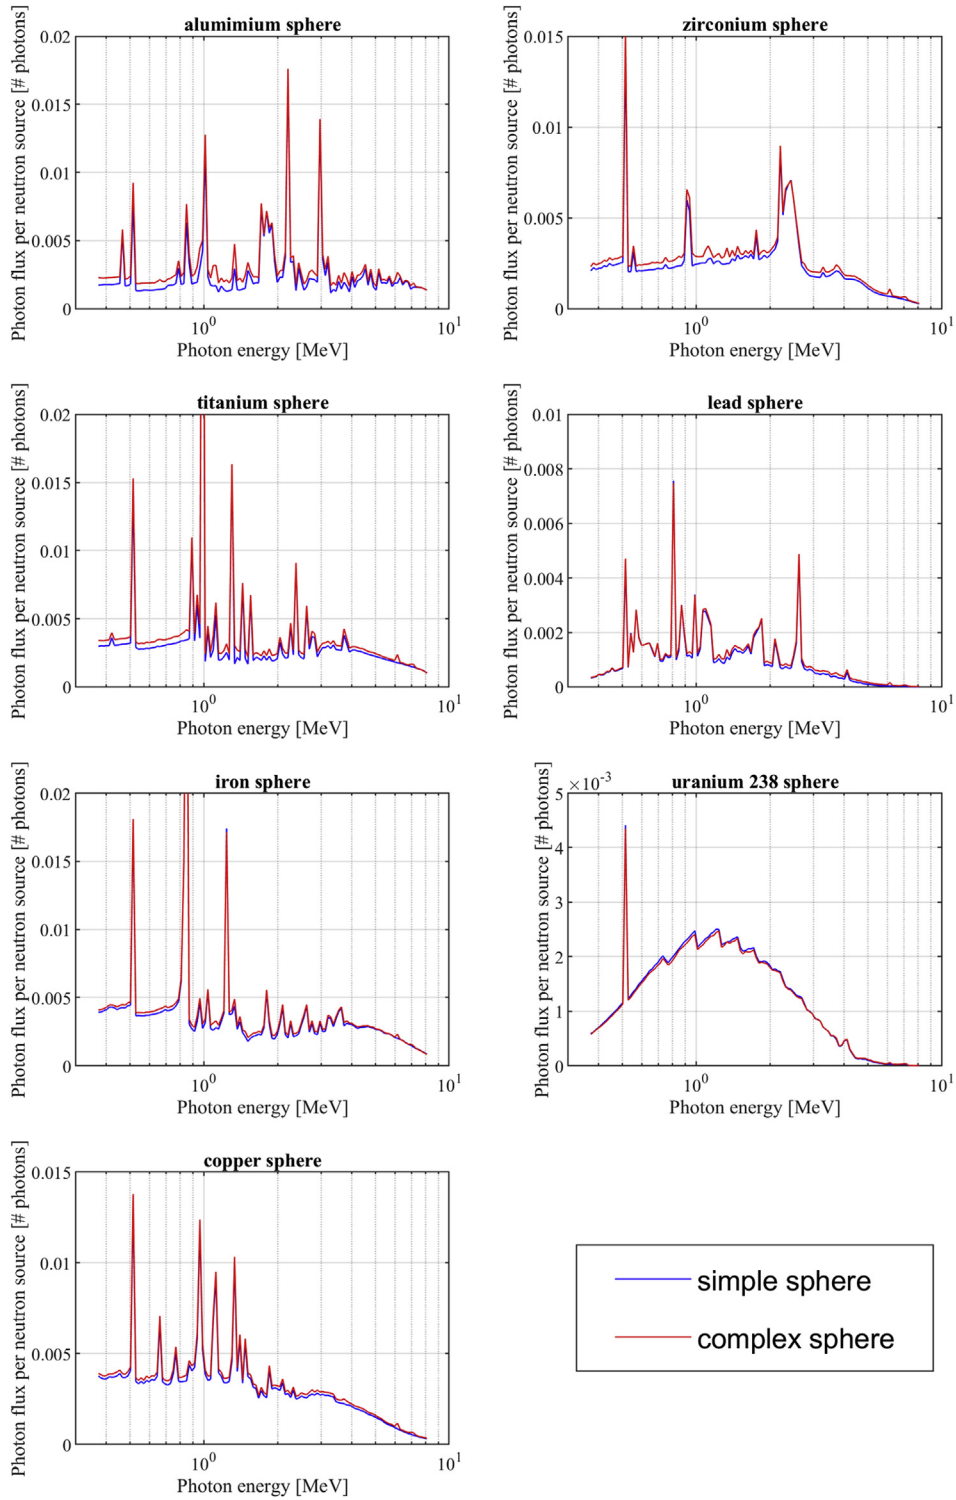 alumimium sphere
Photon flux per neutron source [# photons]
0.02
0.015
0.01
0.005
0
10^0
10^1
Photon energy [MeV]
zirconium sphere
Photon flux per neutron source [# photons]
0.015
0.01
0.005
0
10^0
10^1
Photon energy [MeV]
titanium sphere
Photon flux per neutron source [# photons]
0.02
0.015
0.01
0.005
0
10^0
10^1
Photon energy [MeV]
lead sphere
Photon flux per neutron source [# photons]
0.01
0.008
0.006
0.004
0.002
0
10^0
10^1
Photon energy [MeV]
iron sphere
Photon flux per neutron source [# photons]
0.02
0.015
0.01
0.005
0
10^0
10^1
Photon energy [MeV]
uranium 238 sphere
Photon flux per neutron source [# photons]
×10^-3
5
4
3
2
1
0
10^0
10^1
Photon energy [MeV]
copper sphere
Photon flux per neutron source [# photons]
0.015
0.01
0.005
0
10^0
10^1
Photon energy [MeV]
simple sphere
complex sphere